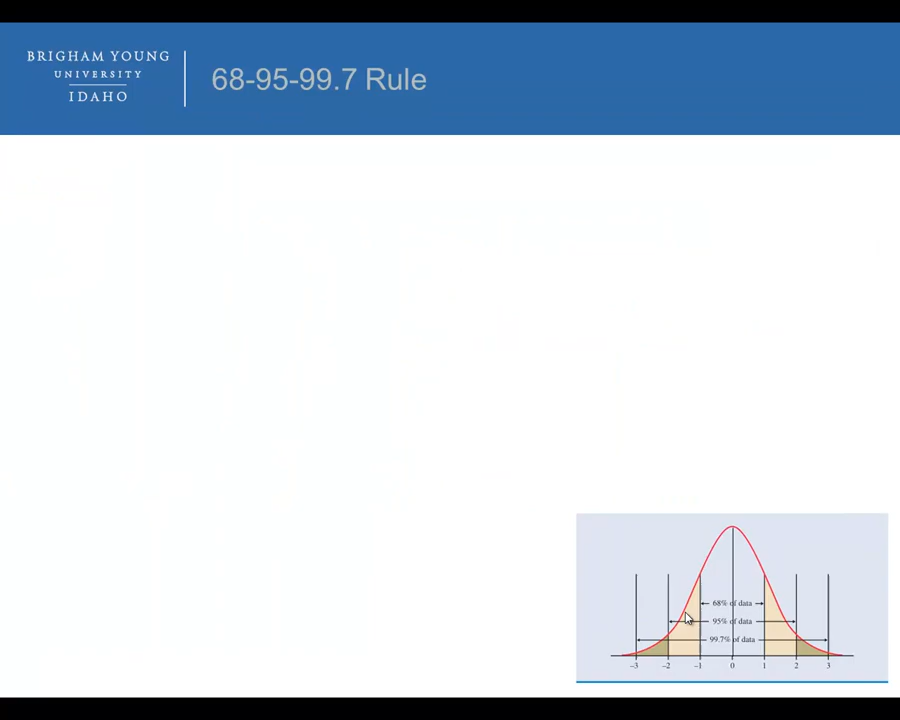 BRIGHAM YOUNG
UNIVERSITY
IDAHO
68-95-99.7 Rule
68% of data
95% of data
99.7% of data
−3 −2 −1 0 1 2 3